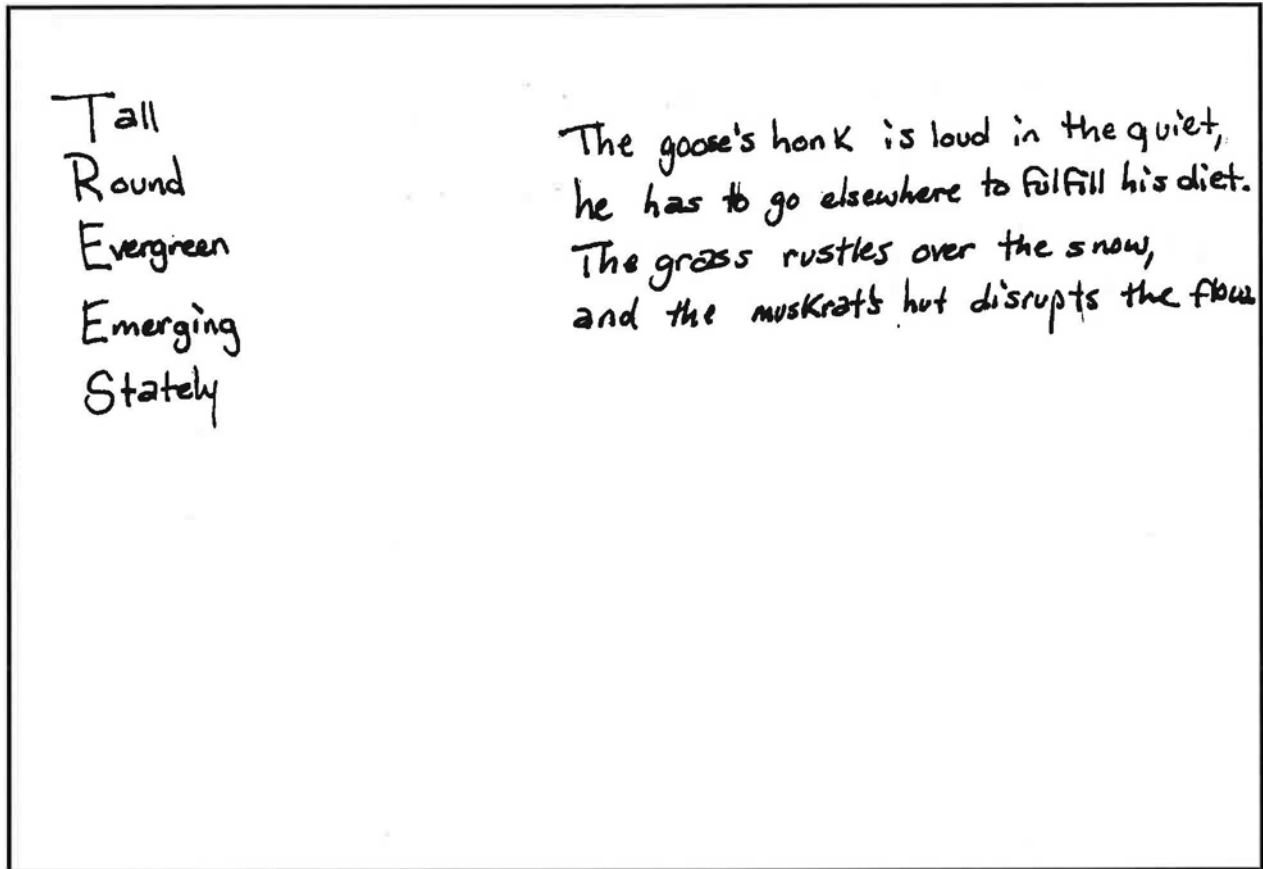 Tall
Round
Evergreen
Emerging
Stately
The goose's honk is loud in the quiet,
he has to go elsewhere to fulfill his diet.
The grass rustles over the snow,
and the muskrat's hut disrupts the flow